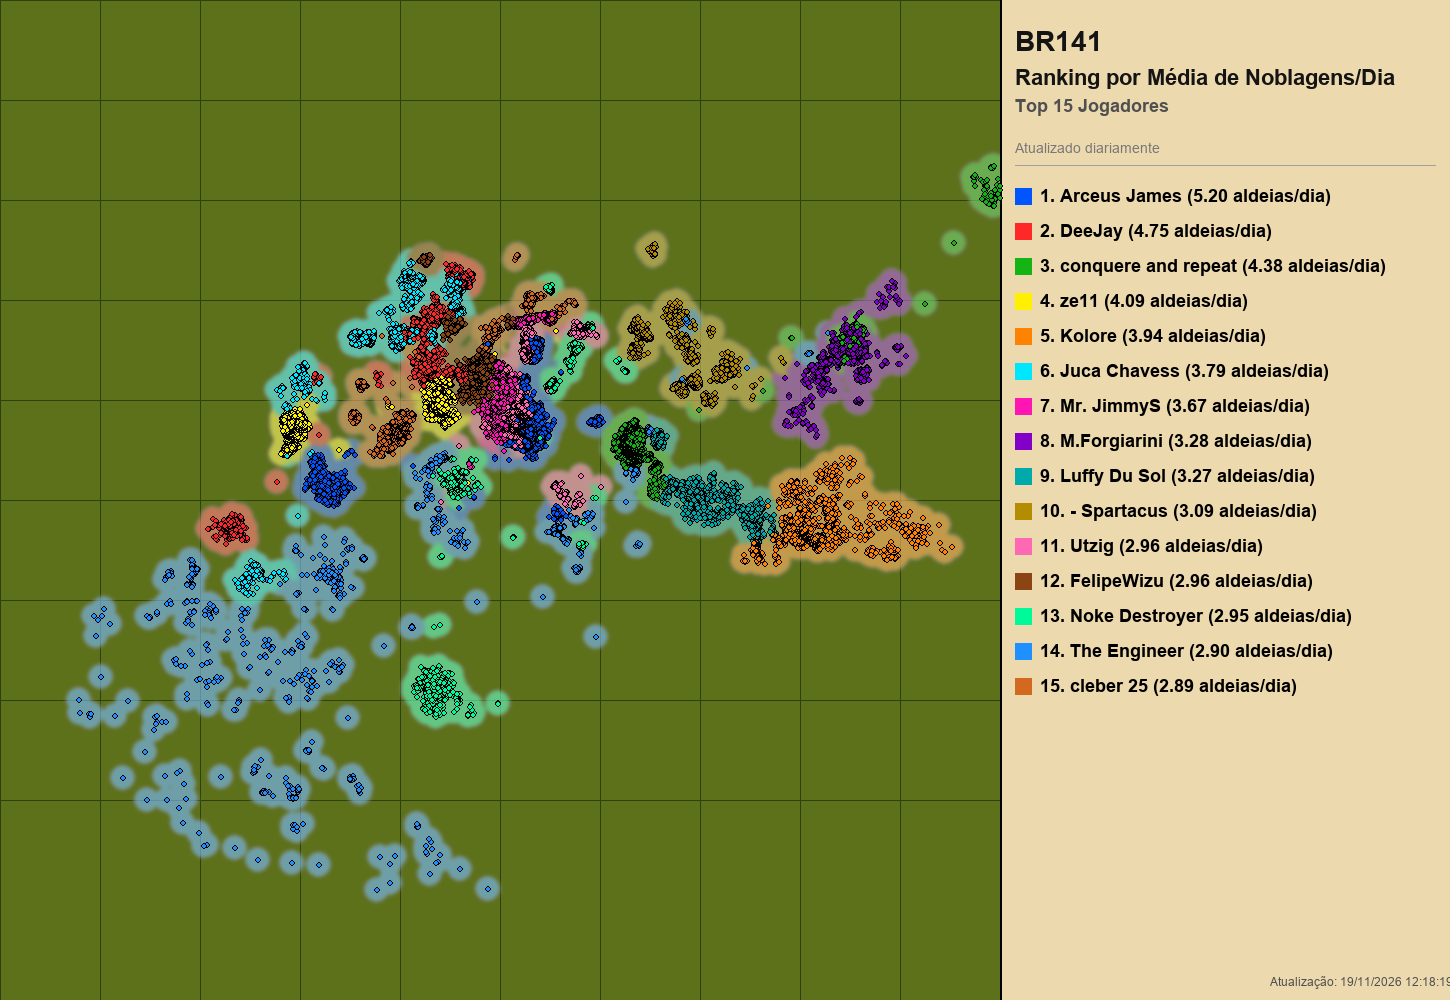 BR141
Ranking por Média de Noblagens/Dia
Top 15 Jogadores
Atualizado diariamente
1. Arceus James (5.20 aldeias/dia)
2. DeeJay (4.75 aldeias/dia)
3. conquere and repeat (4.38 aldeias/dia)
4. ze11 (4.09 aldeias/dia)
5. Kolore (3.94 aldeias/dia)
6. Juca Chavess (3.79 aldeias/dia)
7. Mr. JimmyS (3.67 aldeias/dia)
8. M.Forgiarini (3.28 aldeias/dia)
9. Luffy Du Sol (3.27 aldeias/dia)
10. - Spartacus (3.09 aldeias/dia)
11. Utzig (2.96 aldeias/dia)
12. FelipeWizu (2.96 aldeias/dia)
13. Noke Destroyer (2.95 aldeias/dia)
14. The Engineer (2.90 aldeias/dia)
15. cleber 25 (2.89 aldeias/dia)
Atualização: 19/11/2026 12:18:19